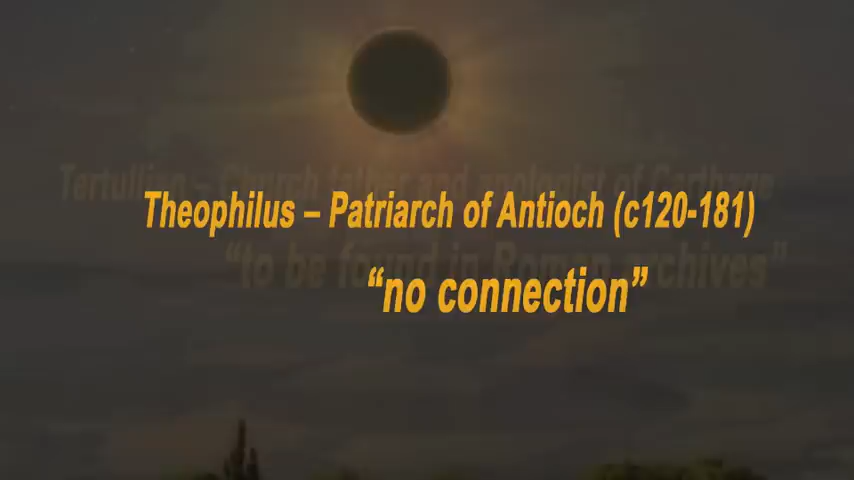 Tertullian – Church father and apologist of Carthage
Theophilus – Patriarch of Antioch (c120-181)
"to be found in Roman archives"
“no connection”